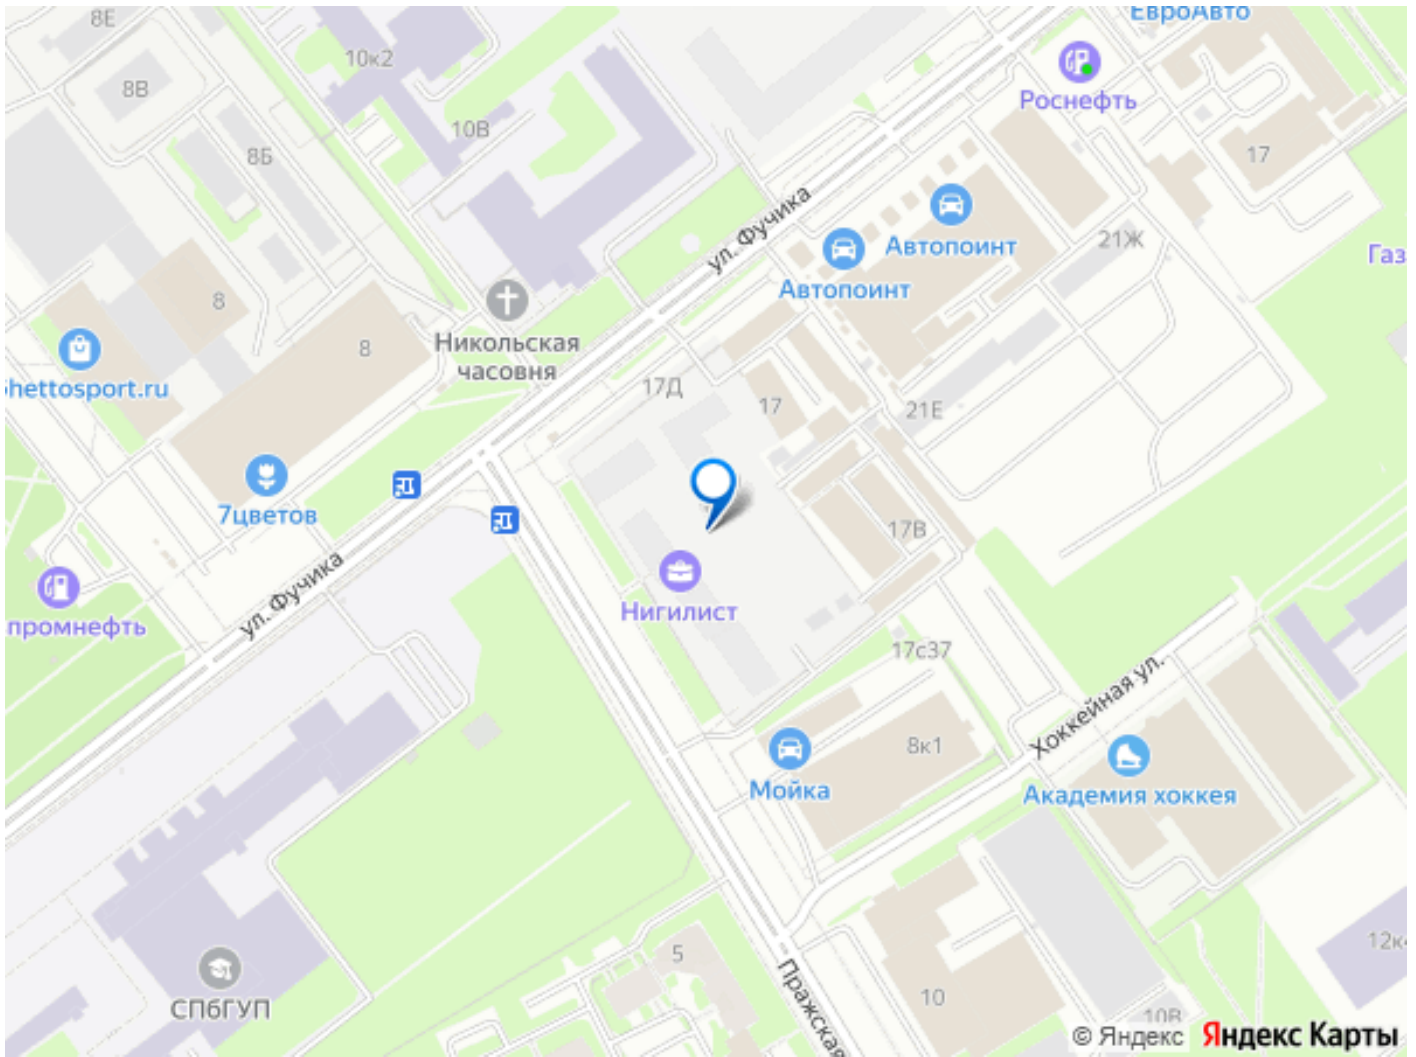 8Е
ЕвроАвто
10к2
Роснефть
8В
10В
8Б
17
ул. Фучика
21Ж
Автопоинт
Газ
Автопоинт
8
Никольская
часовня
8
hettosport.ru
17Д
17
21Е
7цветов
17В
ул. Фучика
Нигилист
промнефть
17с37
Хоккейная ул.
8к1
Мойка
Академия хоккея
5
12к
СПбГУП
10
Пражская
10В
© Яндекс Яндекс Карты